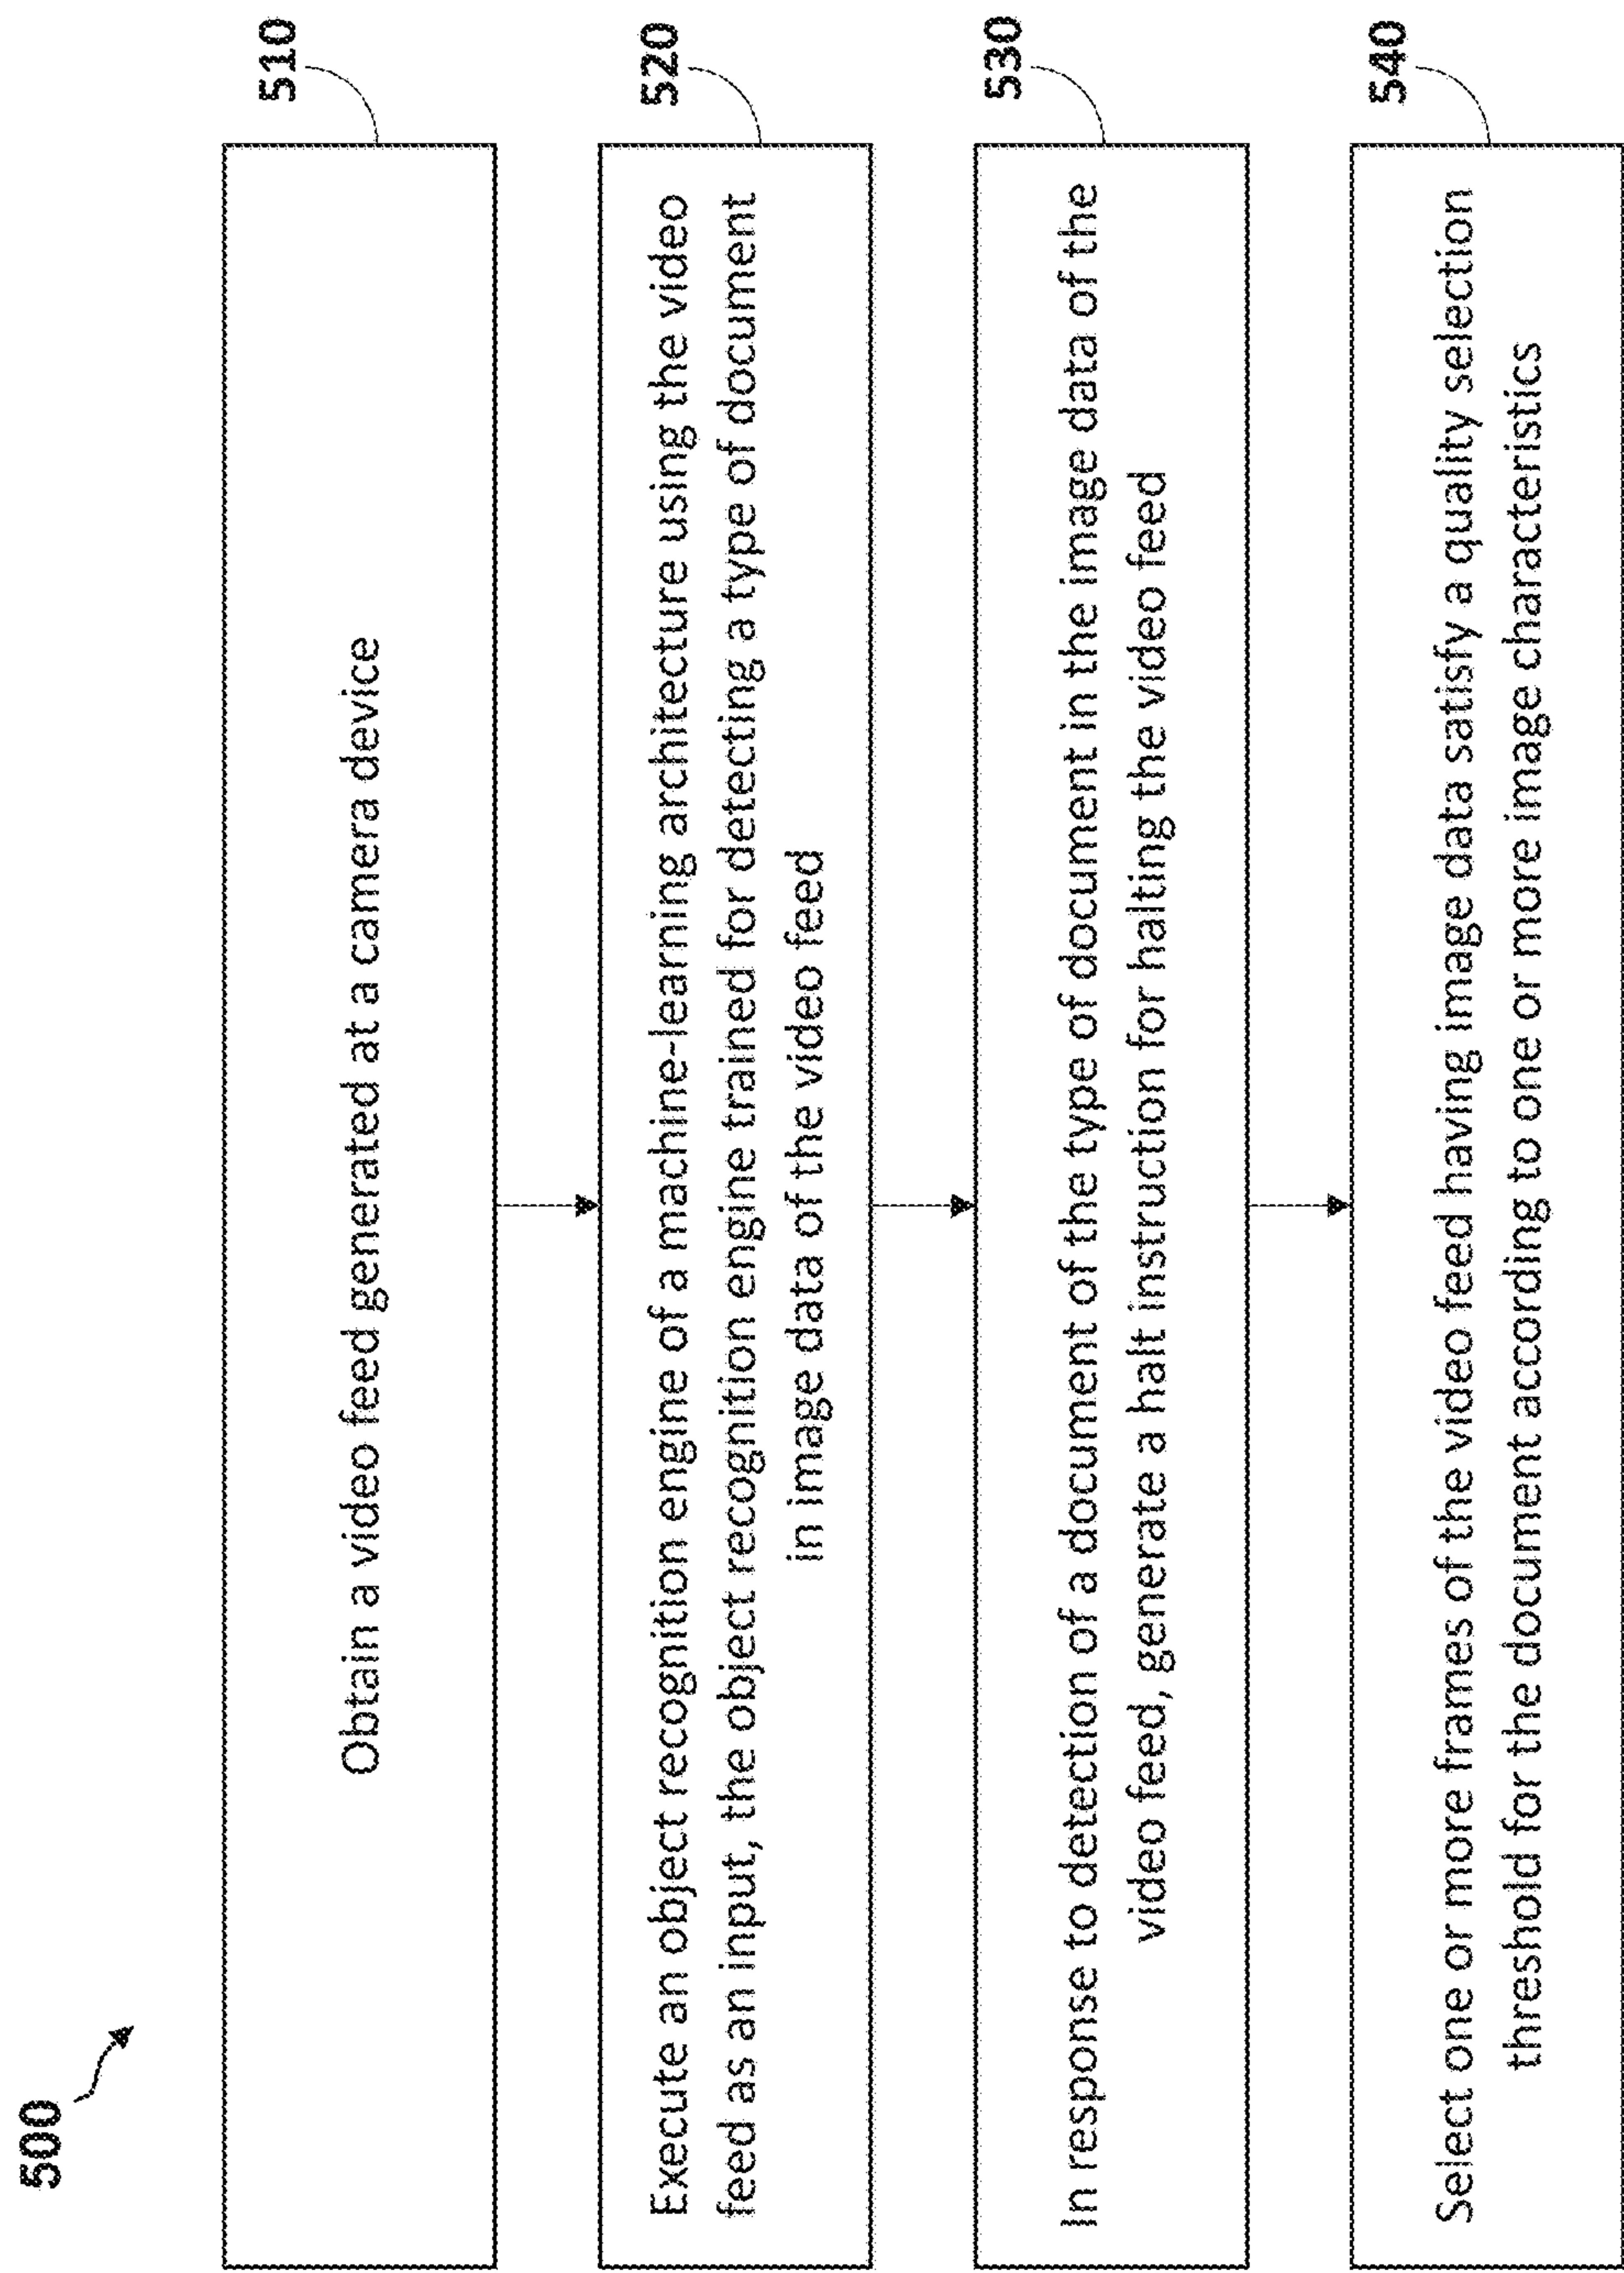 500
510
Obtain a video feed generated at a camera device
520
Execute an object recognition engine of a machine-learning architecture using the video
feed as an input, the object recognition engine trained for detecting a type of document
in image data of the video feed
530
In response to detection of a document of the type of document in the image data of the
video feed, generate a halt instruction for halting the video feed
540
Select one or more frames of the video feed having image data satisfy a quality selection
threshold for the document according to one or more image characteristics